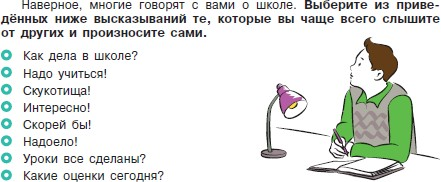 Наверное, многие говорят с вами о школе. Выберите из приве-
дённых ниже высказываний те, которые вы чаще всего слышите
от других и произносите сами.
Как дела в школе?
Надо учиться!
Скукотища!
Интересно!
Скорей бы!
Надоело!
Уроки все сделаны?
Какие оценки сегодня?